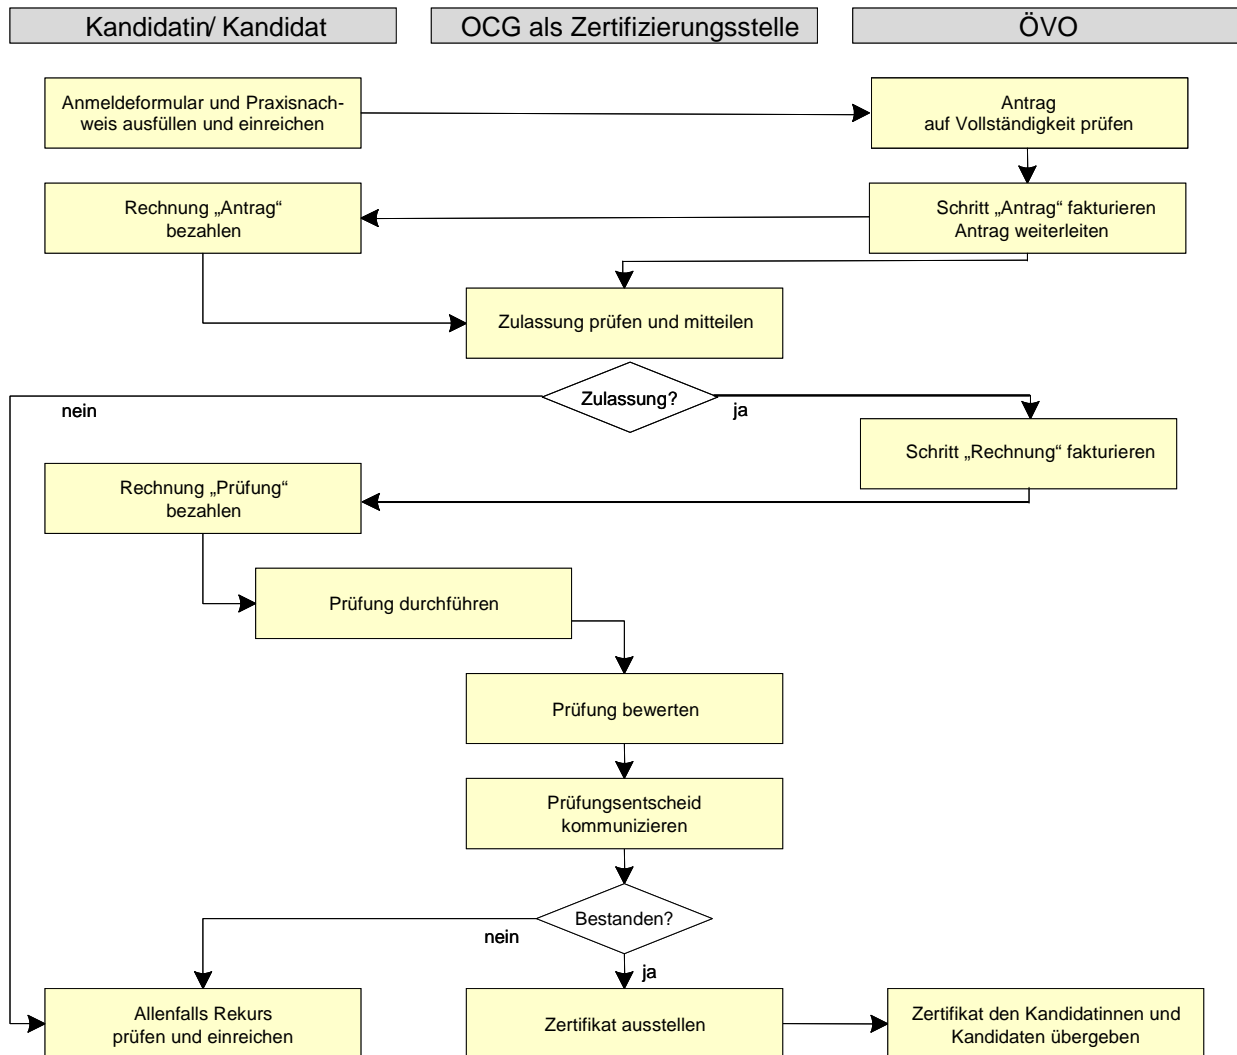 Kandidatin/ Kandidat
OCG als Zertifizierungsstelle
ÖVO
Anmeldeformular und Praxisnach-
weis ausfüllen und einreichen
Antrag
auf Vollständigkeit prüfen
Rechnung „Antrag“
bezahlen
Schritt „Antrag“ fakturieren
Antrag weiterleiten
Zulassung prüfen und mitteilen
Zulassung?
nein
ja
Schritt „Rechnung“ fakturieren
Rechnung „Prüfung“
bezahlen
Prüfung durchführen
Prüfung bewerten
Prüfungsentscheid
kommunizieren
Bestanden?
nein
ja
Allenfalls Rekurs
prüfen und einreichen
Zertifikat ausstellen
Zertifikat den Kandidatinnen und
Kandidaten übergeben